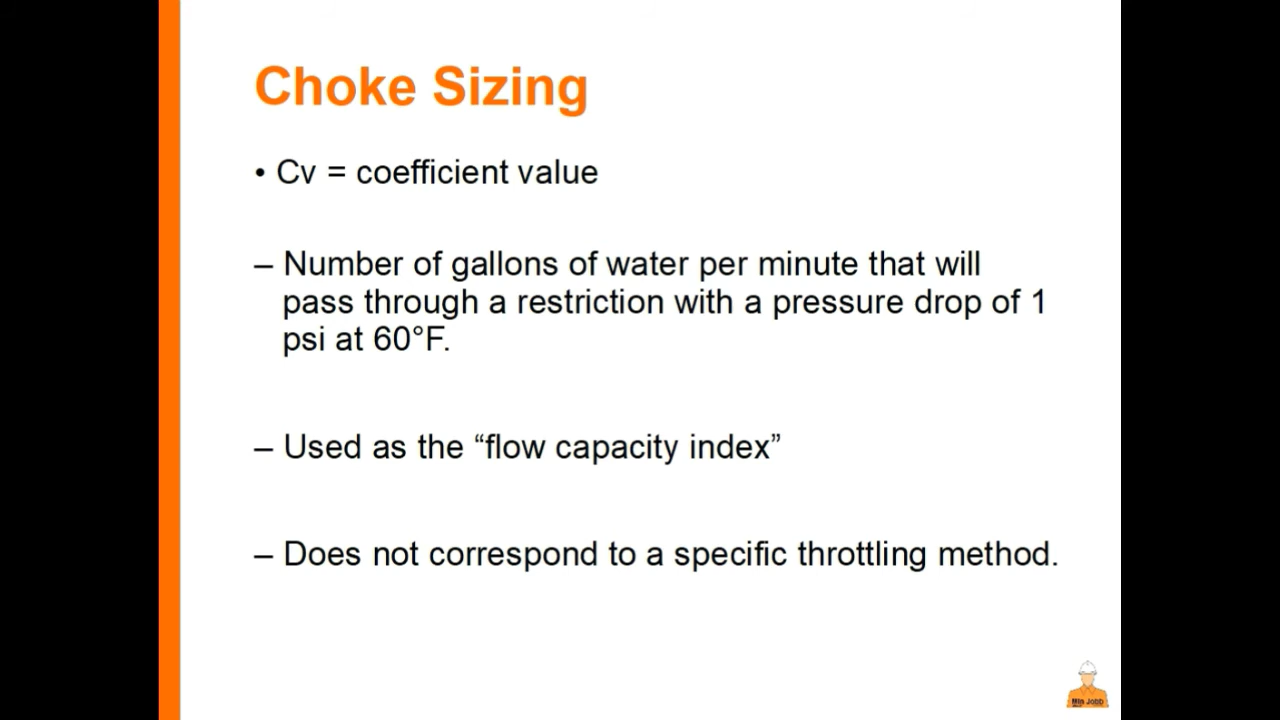 Choke Sizing
• Cv = coefficient value
– Number of gallons of water per minute that will
pass through a restriction with a pressure drop of 1
psi at 60°F.
– Used as the “flow capacity index”
– Does not correspond to a specific throttling method.
Min Jobb